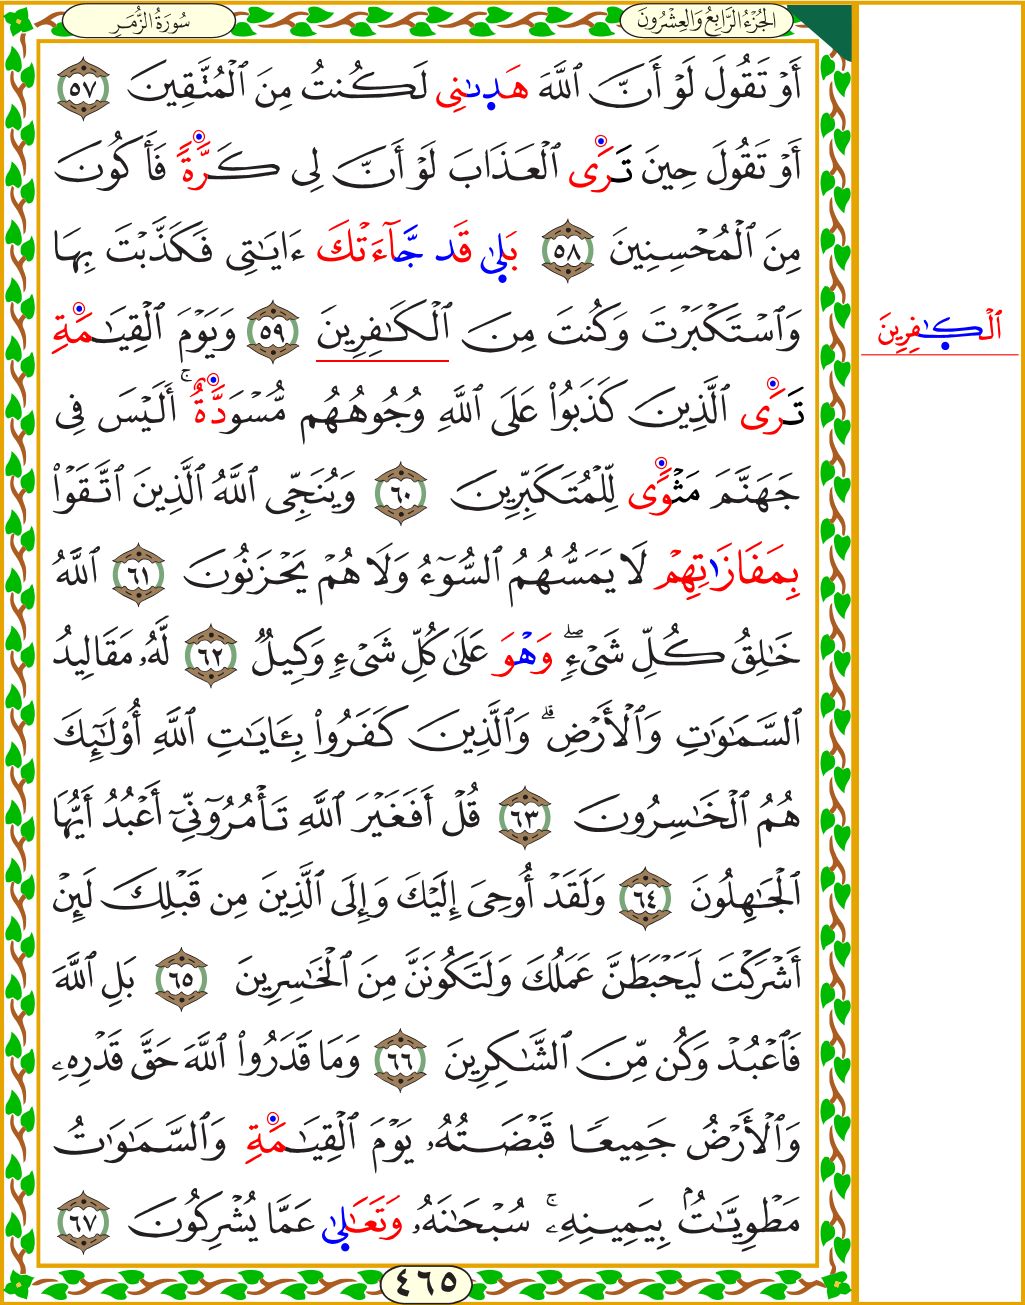 الجُزْءُ الرَّابِعُ وَالعِشْرُونَ
سُورَةُ الزُّمَرِ
أَوْ تَقُولَ لَوْ أَنَّ ٱللَّهَ هَدىٰنِي لَكُنتُ مِنَ ٱلْمُتَّقِينَ ٥٧
أَوْ تَقُولَ حِينَ تَرَى ٱلْعَذَابَ لَوْ أَنَّ لِي كَرَّةً فَأَكُونَ
مِنَ ٱلْمُحْسِنِينَ ٥٨ بَلىٰ قَد جَّآءَتْكَ ءَايَٰتِي فَكَذَّبْتَ بِهَا
وَٱسْتَكْبَرْتَ وَكُنتَ مِنَ ٱلْكَٰفِرِينَ ٥٩ وَيَوْمَ ٱلْقِيَٰمَةِ
ٱلْكٰفِرِينَ
تَرَى ٱلَّذِينَ كَذَبُواْ عَلَى ٱللَّهِ وُجُوهُهُم مُّسْوَدَّةٌۚ أَلَيْسَ فِي
جَهَنَّمَ مَثْوًى لِّلْمُتَكَبِّرِينَ ٦٠ وَيُنَجِّي ٱللَّهُ ٱلَّذِينَ ٱتَّقَوْاْ
بِمَفَازَاتِهِمْ لَا يَمَسُّهُمُ ٱلسُّوٓءُ وَلَا هُمْ يَحْزَنُونَ ٦١ ٱللَّهُ
خَٰلِقُ كُلِّ شَيْءٍۖ وَهْوَ عَلَىٰ كُلِّ شَيْءٍ وَكِيلٌ ٦٢ لَّهُۥ مَقَالِيدُ
ٱلسَّمَٰوَٰتِ وَٱلْأَرْضِۗ وَٱلَّذِينَ كَفَرُواْ بِـَٔايَٰتِ ٱللَّهِ أُوْلَٰٓئِكَ
هُمُ ٱلْخَٰسِرُونَ ٦٣ قُلْ أَفَغَيْرَ ٱللَّهِ تَأْمُرُوٓنِّيٓ أَعْبُدُ أَيُّهَا
ٱلْجَٰهِلُونَ ٦٤ وَلَقَدْ أُوحِيَ إِلَيْكَ وَإِلَى ٱلَّذِينَ مِن قَبْلِكَ لَئِنْ
أَشْرَكْتَ لَيَحْبَطَنَّ عَمَلُكَ وَلَتَكُونَنَّ مِنَ ٱلْخَٰسِرِينَ ٦٥ بَلِ ٱللَّهَ
فَٱعْبُدْ وَكُن مِّنَ ٱلشَّٰكِرِينَ ٦٦ وَمَا قَدَرُواْ ٱللَّهَ حَقَّ قَدْرِهِۦ
وَٱلْأَرْضُ جَمِيعًا قَبْضَتُهُۥ يَوْمَ ٱلْقِيَٰمَةِ وَٱلسَّمَٰوَٰتُ
مَطْوِيَّٰتٌۢ بِيَمِينِهِۦۚ سُبْحَٰنَهُۥ وَتَعَٰلىٰ عَمَّا يُشْرِكُونَ ٦٧
٤٦٥